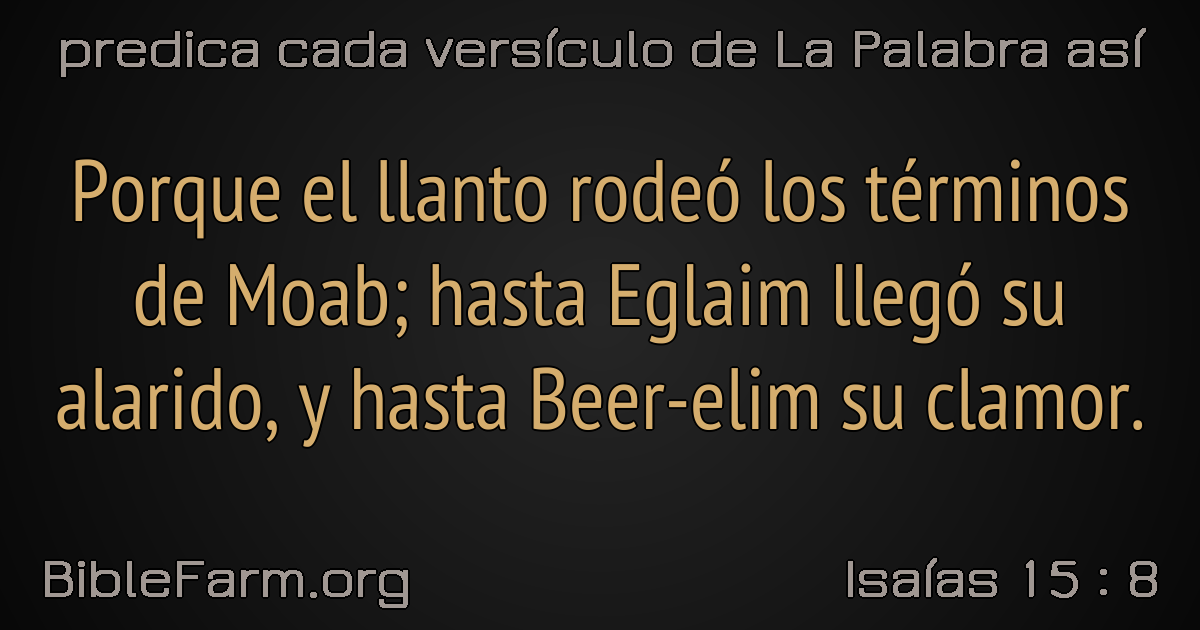 predica cada versículo de La Palabra así
Porque el llanto rodeó los términos
de Moab; hasta Eglaim llegó su
alarido, y hasta Beer-elim su clamor.
BibleFarm.org
Isaías 15 : 8